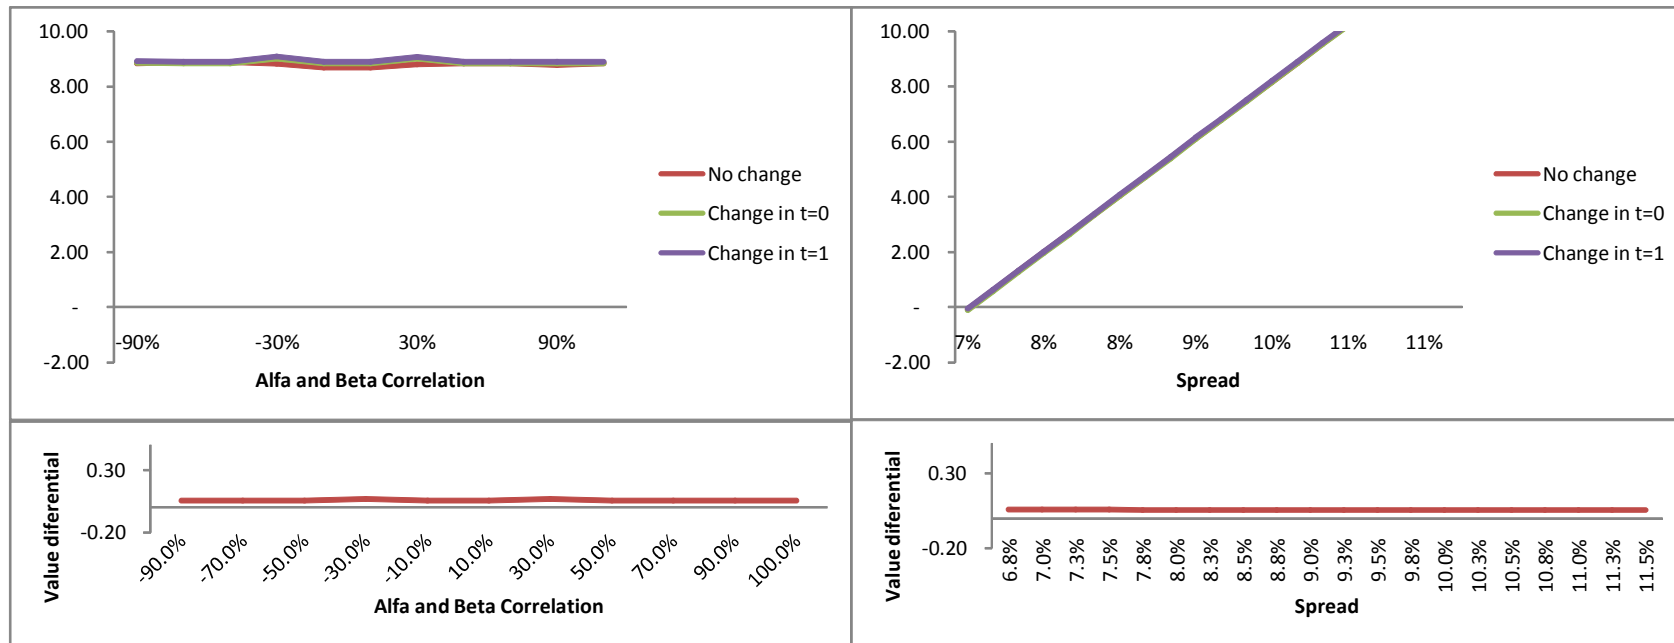 10.00
8.00
6.00
4.00
2.00
-
-2.00
-90% -30% 30% 90%
Alfa and Beta Correlation
No change
Change in t=0
Change in t=1
10.00
8.00
6.00
4.00
2.00
-
-2.00
7% 8% 8% 9% 10% 11% 11%
Spread
No change
Change in t=0
Change in t=1
Value diferential
0.30
-0.20
-90.0% -70.0% -50.0% -30.0% -10.0% 10.0% 30.0% 50.0% 70.0% 90.0% 100.0%
Alfa and Beta Correlation
Value diferential
0.30
-0.20
6.8% 7.0% 7.3% 7.5% 7.8% 8.0% 8.3% 8.5% 8.8% 9.0% 9.3% 9.5% 9.8% 10.0% 10.3% 10.5% 10.8% 11.0% 11.3% 11.5%
Spread